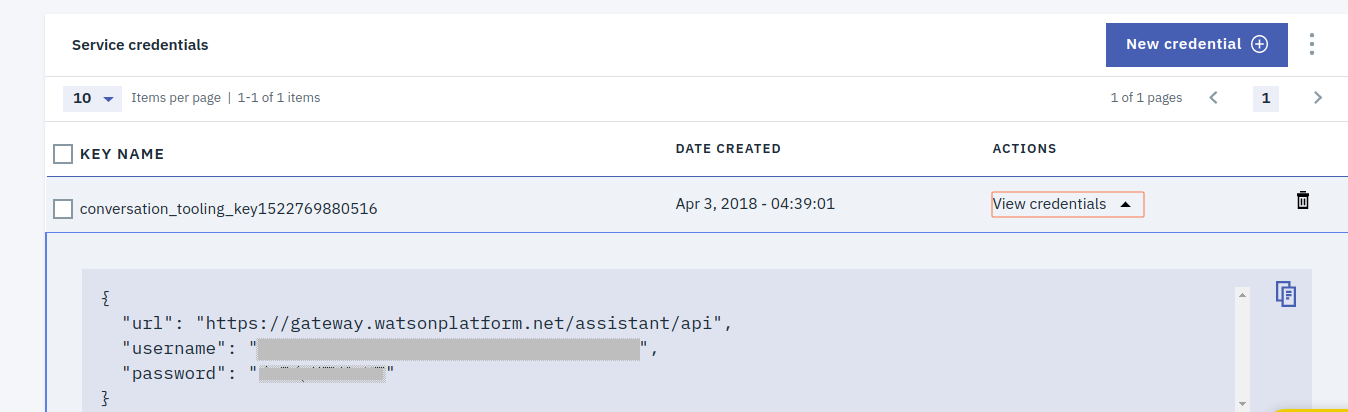 Service credentials
New credential
10 Items per page | 1-1 of 1 items 1 of 1 pages 1
KEY NAME DATE CREATED ACTIONS
conversation_tooling_key1522769880516 Apr 3, 2018 - 04:39:01 View credentials
{
"url": "https://gateway.watsonplatform.net/assistant/api",
"username": "",
"password": ""
}